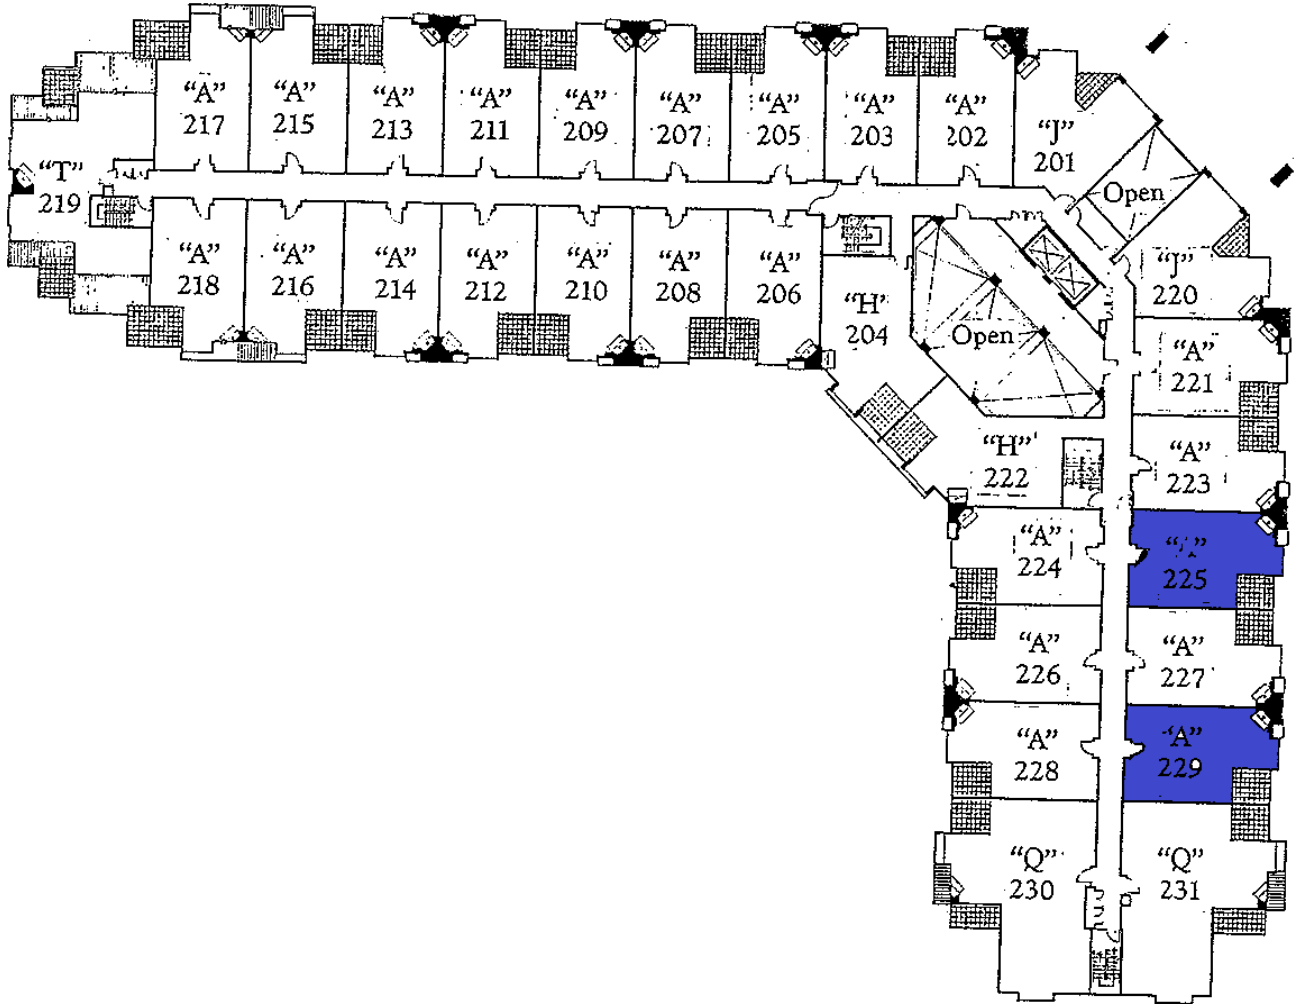 “A”
217
“A”
215
“A”
213
“A”
211
“A”
209
“A”
207
“A”
205
“A”
203
“A”
202
“J”
201
Open
“T”
219
“A”
218
“A”
216
“A”
214
“A”
212
“A”
210
“A”
208
“A”
206
“H’
204
Open
“J”
220
“A”
221
“H”
222
“A”
223
“A”
224
“A”
225
“A”
226
“A”
227
“A”
228
“A”
229
“Q”
230
“Q”
231